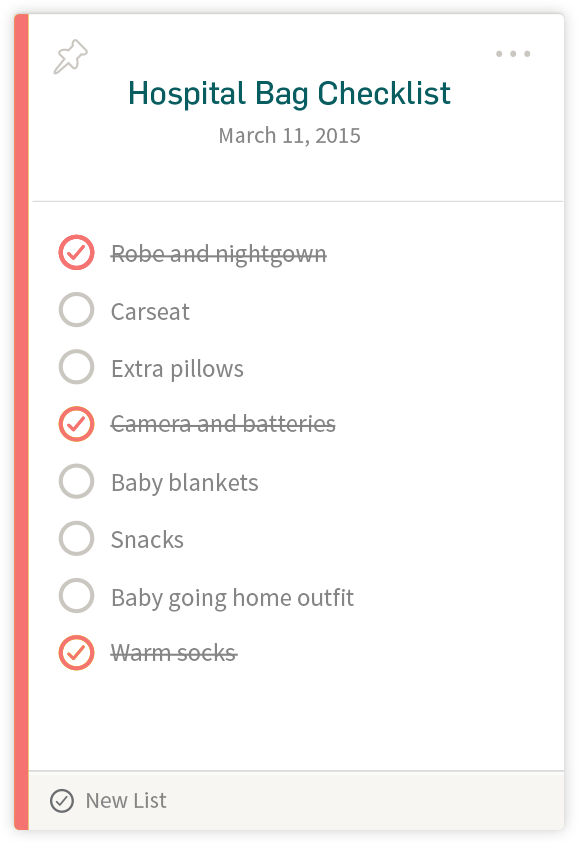 Hospital Bag Checklist
March 11, 2015
Robe and nightgown
Carseat
Extra pillows
Camera and batteries
Baby blankets
Snacks
Baby going home outfit
Warm socks
New List